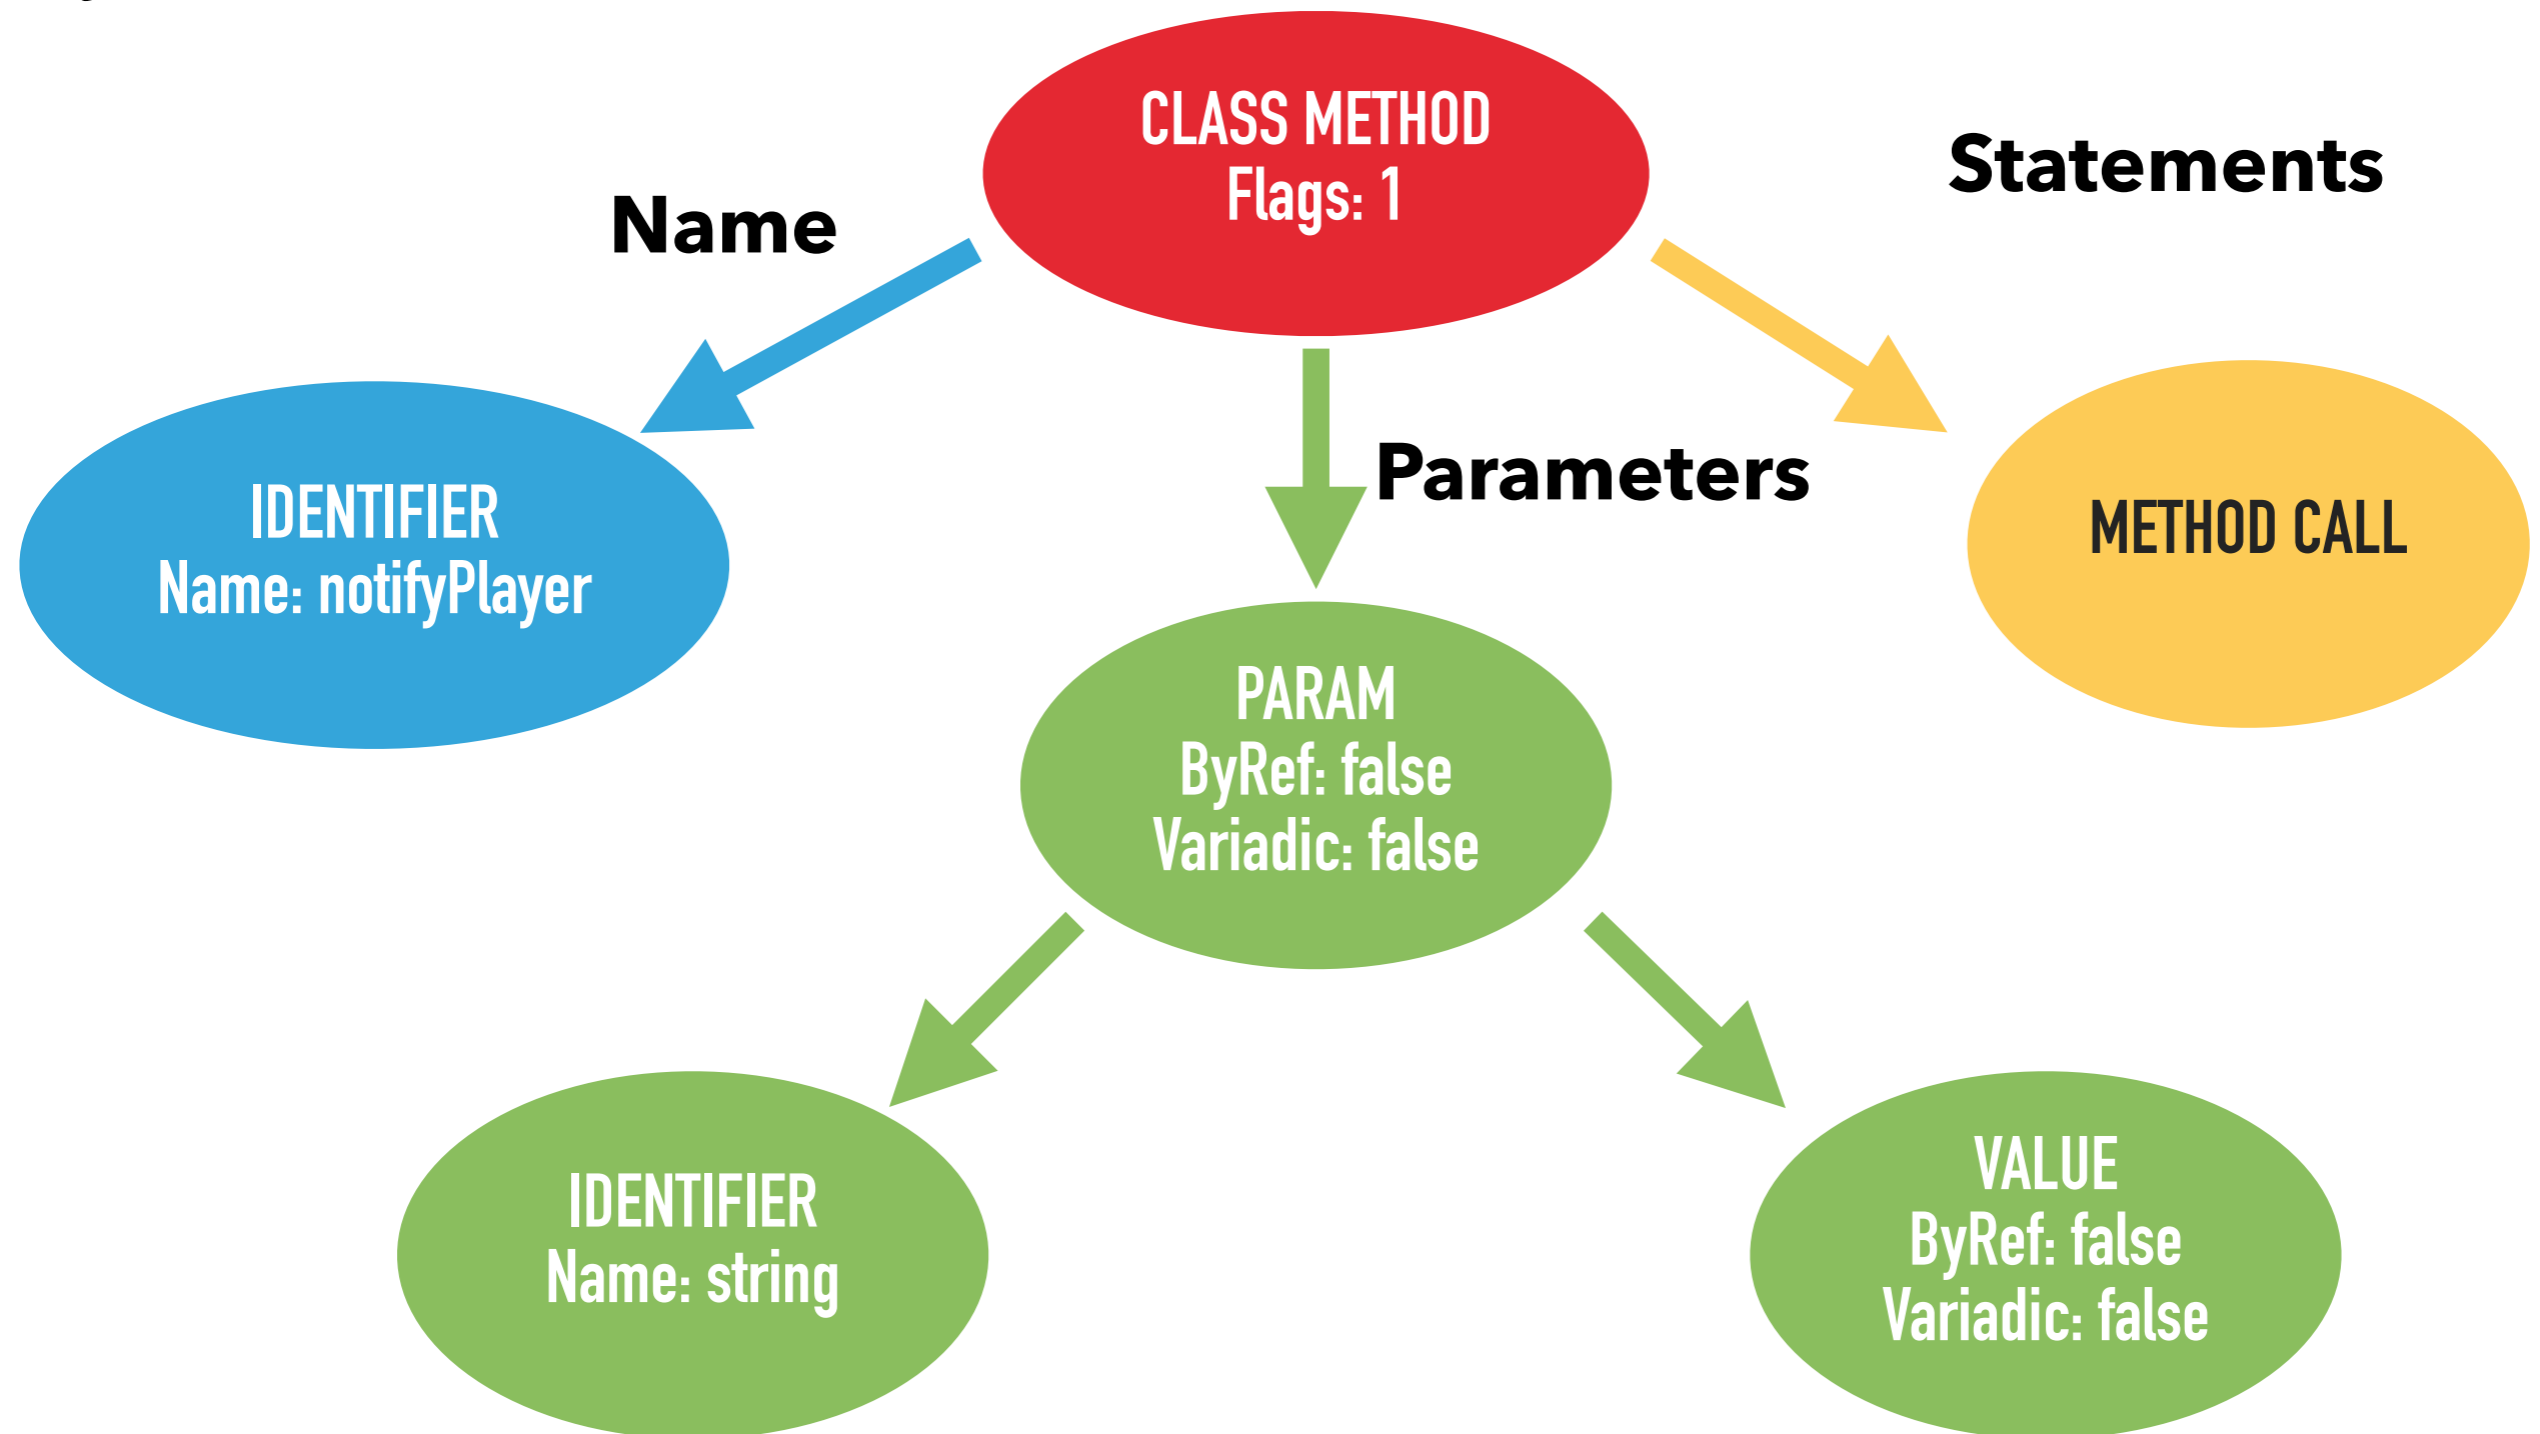 CLASS METHOD
Flags: 1
Name
Statements
IDENTIFIER
Name: notifyPlayer
Parameters
METHOD CALL
PARAM
ByRef: false
Variadic: false
IDENTIFIER
Name: string
VALUE
ByRef: false
Variadic: false